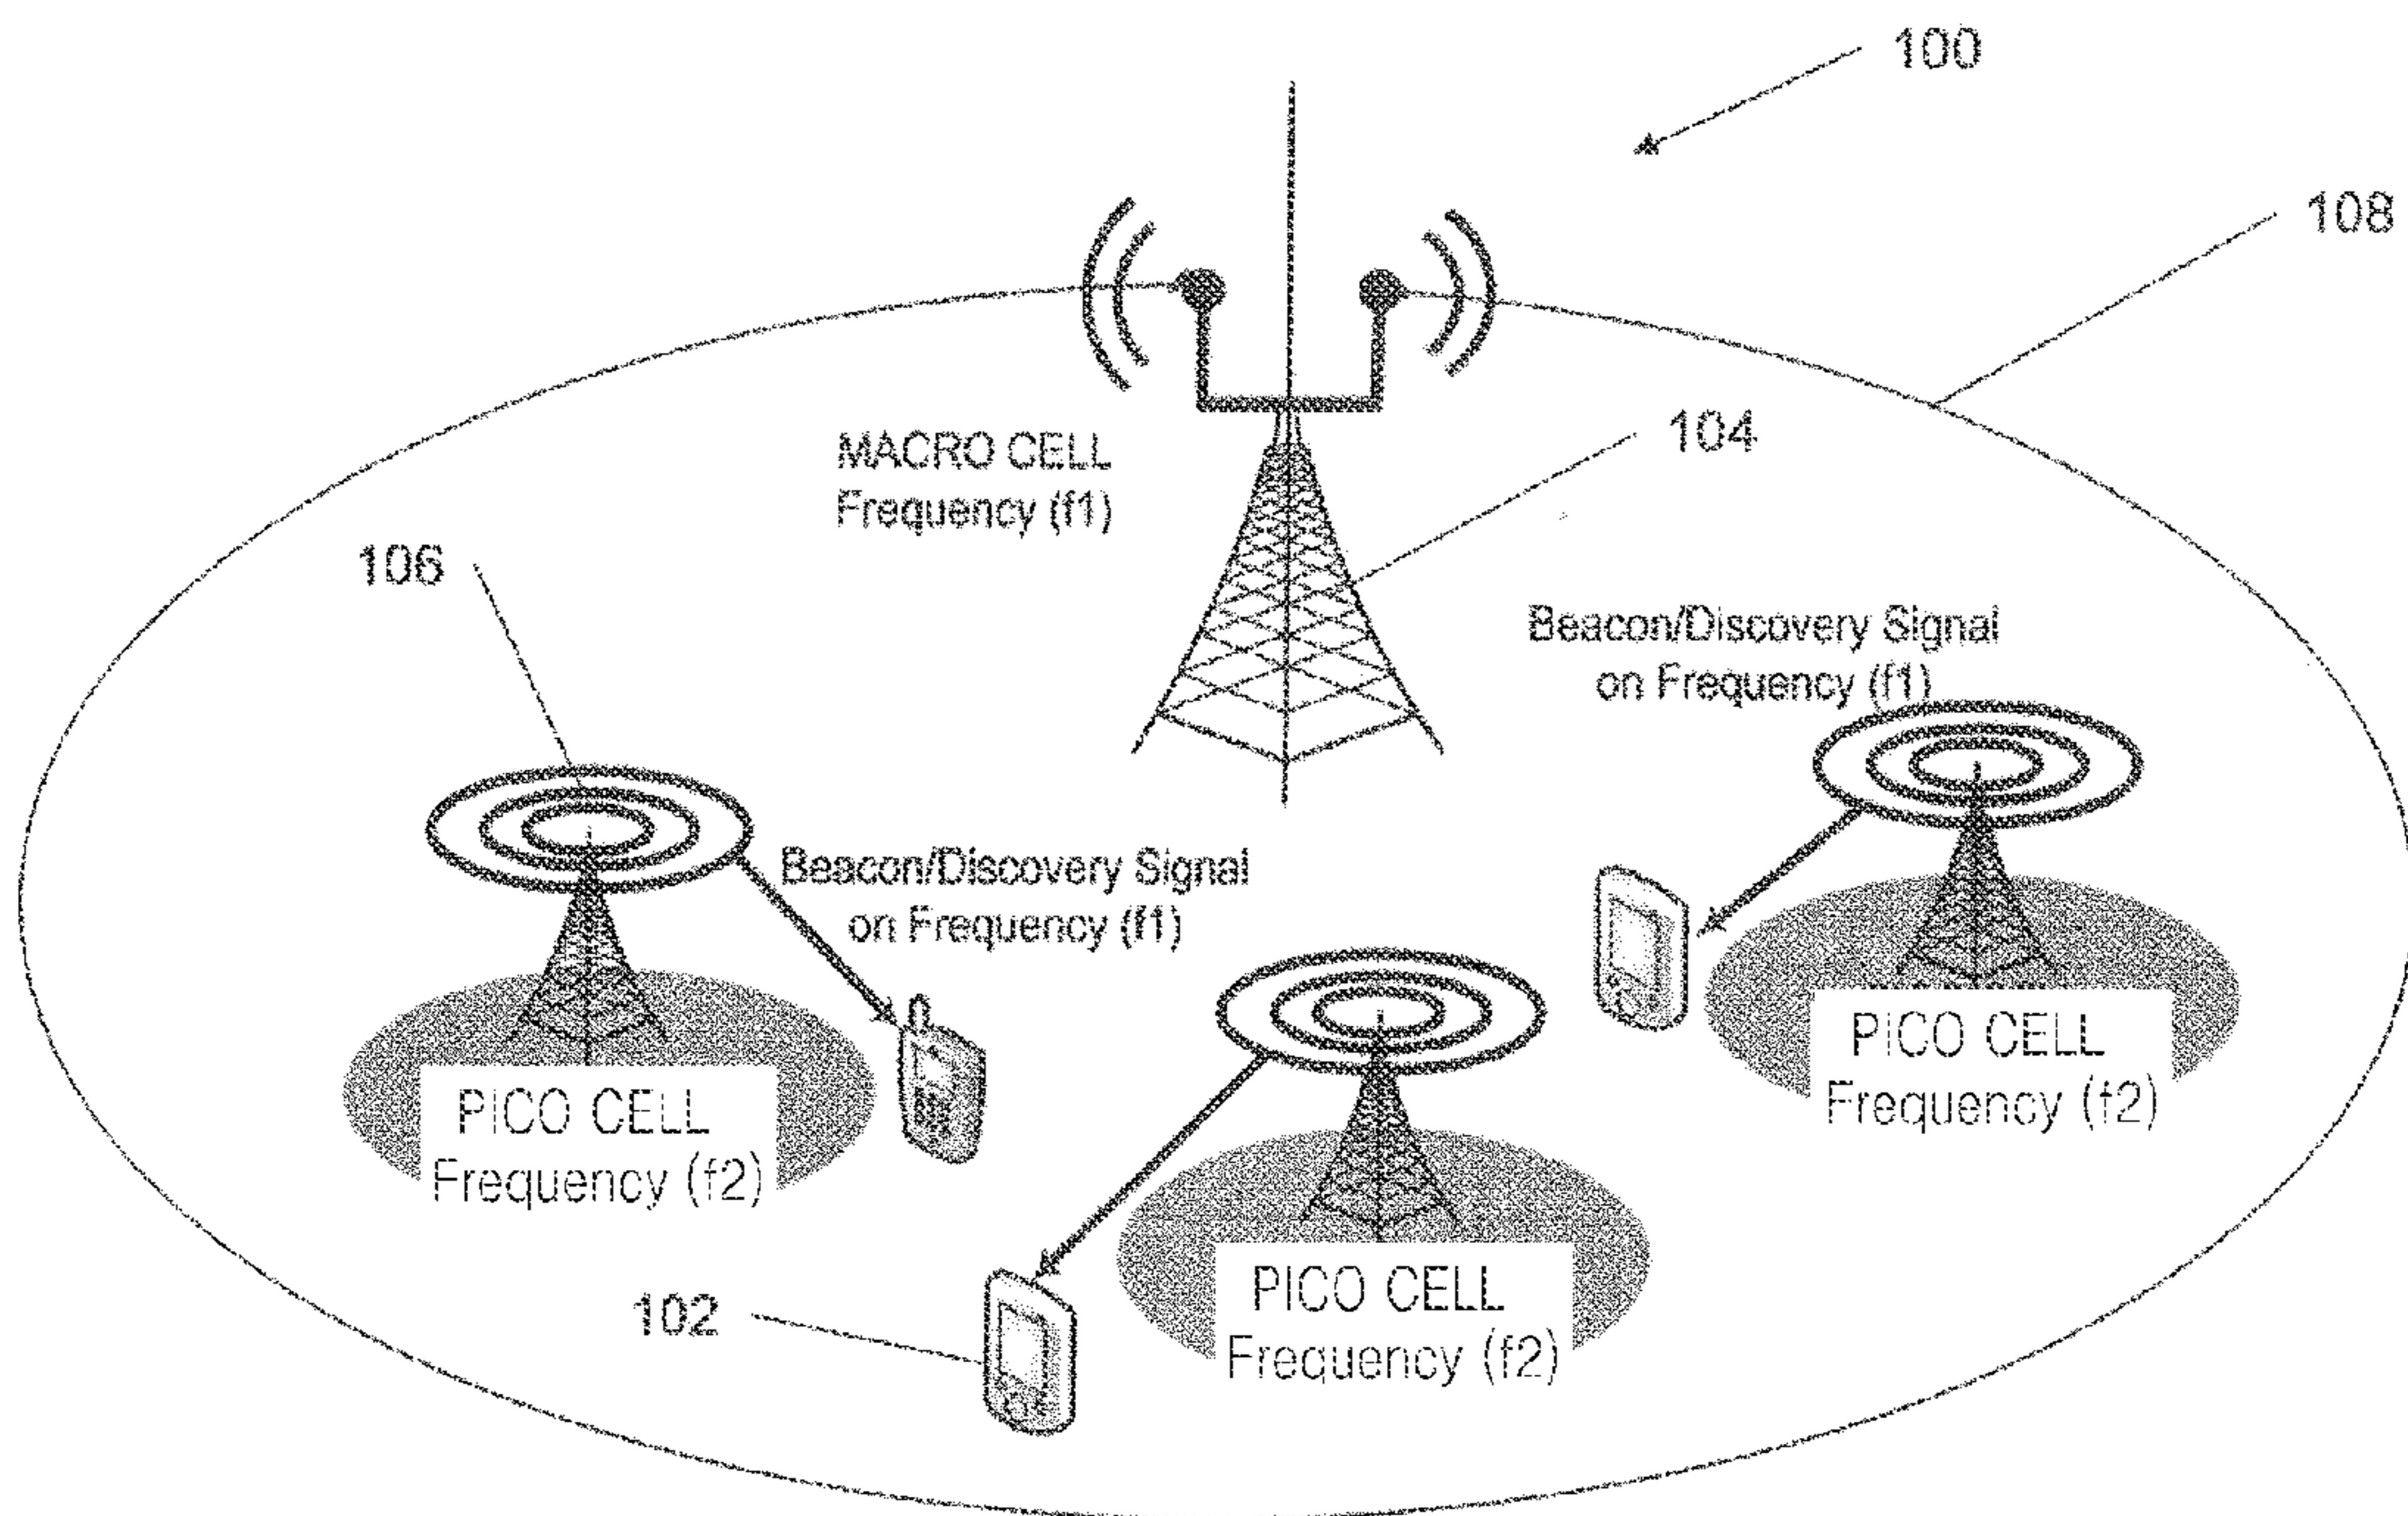 100
108
MACRO CELL
Frequency (f1)
104
106
Beacon/Discovery Signal
on Frequency (f1)
Beacon/Discovery Signal
on Frequency (f1)
PICO CELL
Frequency (f2)
PICO CELL
Frequency (f2)
PICO CELL
Frequency (f2)
102